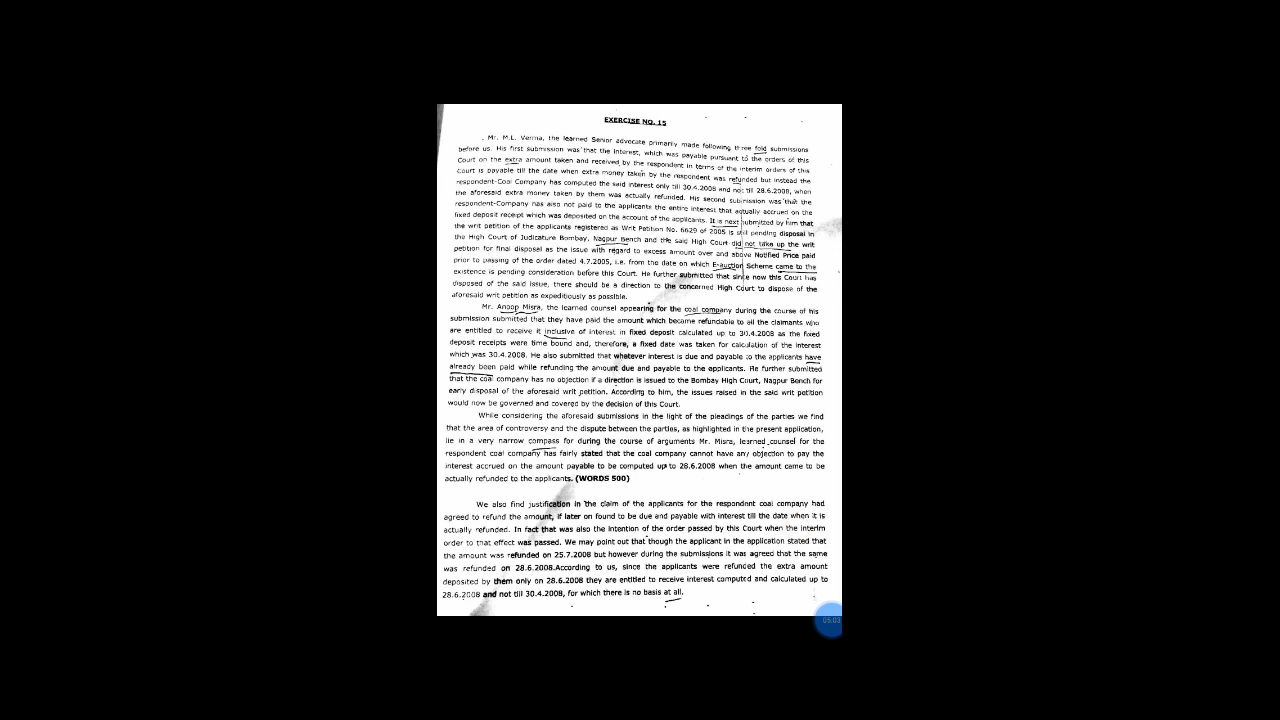 EXERCISE NO. 15
Mr. M.L. Verma, the learned Senior advocate primarily made following three fold submissions
before us. His first submission was that the interest, which was payable pursuant to the orders of this
Court on the extra amount taken and received by the respondent in terms of the interim orders of this
Court is payable till the date when extra money taken by the respondent was refunded but instead the
respondent-Coal Company has computed the said interest only till 30.4.2008 and not till 28.6.2008, when
the aforesaid extra money taken by them was actually refunded. His second submission was that the
respondent-Company has also not paid to the applicants the entire interest that actually accrued on the
fixed deposit receipt which was deposited on the account of the applicants. It is next submitted by him that
the writ petition of the applicants registered as Writ Petition No. 6629 of 2005 is still pending disposal in
the High Court of Judicature Bombay, Nagpur Bench and the said High Court did not take up the writ
petition for final disposal as the issue with regard to excess amount over and above Notified Price paid
prior to passing of the order dated 4.7.2005, i.e. from the date on which E-auction Scheme came to the
existence is pending consideration before this Court. He further submitted that since now this Court has
disposed of the said issue, there should be a direction to the concerned High Court to dispose of the
aforesaid writ petition as expeditiously as possible.
Mr. Anoop Misra, the learned counsel appearing for the coal company during the course of his
submission submitted that they have paid the amount which became refundable to all the claimants who
are entitled to receive it inclusive of interest in fixed deposit calculated up to 30.4.2008 as the fixed
deposit receipts were time bound and, therefore, a fixed date was taken for calculation of the interest
which was 30.4.2008. He also submitted that whatever interest is due and payable to the applicants have
already been paid while refunding the amount due and payable to the applicants. He further submitted
that the coal company has no objection if a direction is issued to the Bombay High Court, Nagpur Bench for
early disposal of the aforesaid writ petition. According to him, the issues raised in the said writ petition
would now be governed and covered by the decision of this Court.
While considering the aforesaid submissions in the light of the pleadings of the parties we find
that the area of controversy and the dispute between the parties, as highlighted in the present application,
lie in a very narrow compass for during the course of arguments Mr. Misra, learned counsel for the
respondent coal company has fairly stated that the coal company cannot have any objection to pay the
interest accrued on the amount payable to be computed up to 28.6.2008 when the amount came to be
actually refunded to the applicants. (WORDS 500)
We also find justification in the claim of the applicants for the respondent coal company had
agreed to refund the amount, if later on found to be due and payable with interest till the date when it is
actually refunded. In fact that was also the intention of the order passed by this Court when the interim
order to that effect was passed. We may point out that though the applicant in the application stated that
the amount was refunded on 25.7.2008 but however during the submissions it was agreed that the same
was refunded on 28.6.2008.According to us, since the applicants were refunded the extra amount
deposited by them only on 28.6.2008 they are entitled to receive interest computed and calculated up to
28.6.2008 and not till 30.4.2008, for which there is no basis at all.
05:03